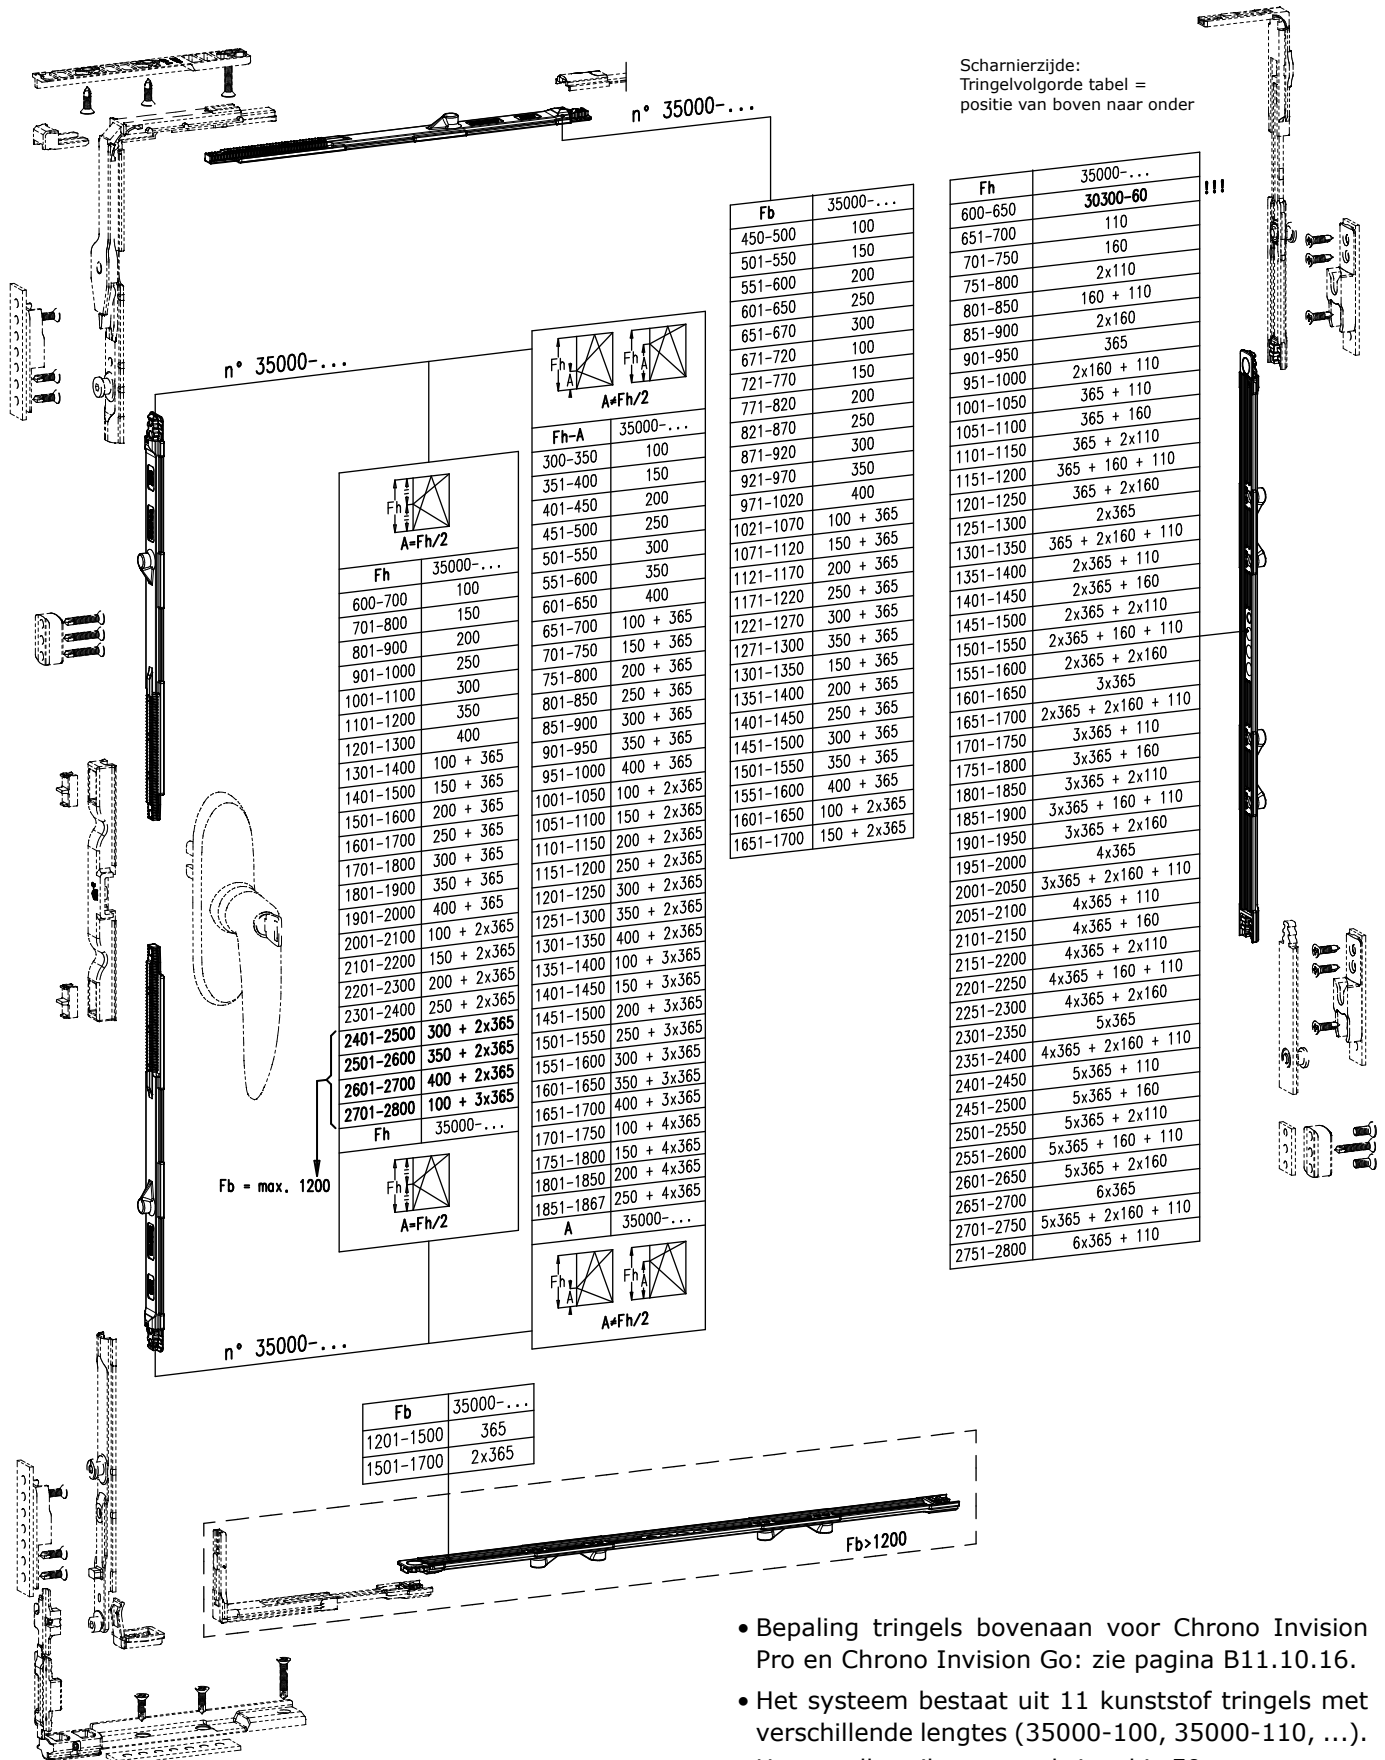 Scharnierzijde:
Tringelvolgorde tabel =
positie van boven naar onder
n° 35000-...
n° 35000-...
Fh
A=Fh/2
Fh 35000-...
600-700 100
701-800 150
801-900 200
901-1000 250
1001-1100 300
1101-1200 350
1201-1300 400
1301-1400 100 + 365
1401-1500 150 + 365
1501-1600 200 + 365
1601-1700 250 + 365
1701-1800 300 + 365
1801-1900 350 + 365
1901-2000 400 + 365
2001-2100 100 + 2x365
2101-2200 150 + 2x365
2201-2300 200 + 2x365
2301-2400 250 + 2x365
2401-2500 300 + 2x365
2501-2600 350 + 2x365
2601-2700 400 + 2x365
2701-2800 100 + 3x365
Fh 35000-...
Fh
A=Fh/2
Fb = max. 1200
Fh A Fh A
A≠Fh/2
Fh-A 35000-...
300-350 100
351-400 150
401-450 200
451-500 250
501-550 300
551-600 350
601-650 400
651-700 100 + 365
701-750 150 + 365
751-800 200 + 365
801-850 250 + 365
851-900 300 + 365
901-950 350 + 365
951-1000 400 + 365
1001-1050 100 + 2x365
1051-1100 150 + 2x365
1101-1150 200 + 2x365
1151-1200 250 + 2x365
1201-1250 300 + 2x365
1251-1300 350 + 2x365
1301-1350 400 + 2x365
1351-1400 100 + 3x365
1401-1450 150 + 3x365
1451-1500 200 + 3x365
1501-1550 250 + 3x365
1551-1600 300 + 3x365
1601-1650 350 + 3x365
1651-1700 400 + 3x365
1701-1750 100 + 4x365
1751-1800 150 + 4x365
1801-1850 200 + 4x365
1851-1867 250 + 4x365
A 35000-...
Fh A Fh A
A≠Fh/2
Fb 35000-...
450-500 100
501-550 150
551-600 200
601-650 250
651-670 300
671-720 100
721-770 150
771-820 200
821-870 250
871-920 300
921-970 350
971-1020 400
1021-1070 100 + 365
1071-1120 150 + 365
1121-1170 200 + 365
1171-1220 250 + 365
1221-1270 300 + 365
1271-1300 350 + 365
1301-1350 150 + 365
1351-1400 200 + 365
1401-1450 250 + 365
1451-1500 300 + 365
1501-1550 350 + 365
1551-1600 400 + 365
1601-1650 100 + 2x365
1651-1700 150 + 2x365
Fh 35000-...
600-650 30300-60 !!!
651-700 110
701-750 160
751-800 2x110
801-850 160 + 110
851-900 2x160
901-950 365
951-1000 2x160 + 110
1001-1050 365 + 110
1051-1100 365 + 160
1101-1150 365 + 2x110
1151-1200 365 + 160 + 110
1201-1250 365 + 2x160
1251-1300 2x365
1301-1350 365 + 2x160 + 110
1351-1400 2x365 + 110
1401-1450 2x365 + 160
1451-1500 2x365 + 2x110
1501-1550 2x365 + 160 + 110
1551-1600 2x365 + 2x160
1601-1650 3x365
1651-1700 2x365 + 2x160 + 110
1701-1750 3x365 + 110
1751-1800 3x365 + 160
1801-1850 3x365 + 2x110
1851-1900 3x365 + 160 + 110
1901-1950 3x365 + 2x160
1951-2000 4x365
2001-2050 3x365 + 2x160 + 110
2051-2100 4x365 + 110
2101-2150 4x365 + 160
2151-2200 4x365 + 2x110
2201-2250 4x365 + 160 + 110
2251-2300 4x365 + 2x160
2301-2350 5x365
2351-2400 4x365 + 2x160 + 110
2401-2450 5x365 + 110
2451-2500 5x365 + 160
2501-2550 5x365 + 2x110
2551-2600 5x365 + 160 + 110
2601-2650 5x365 + 2x160
2651-2700 6x365
2701-2750 5x365 + 2x160 + 110
2751-2800 6x365 + 110
n° 35000-...
Fb 35000-...
1201-1500 365
1501-1700 2x365
Fb>1200
• Bepaling tringels bovenaan voor Chrono Invision
Pro en Chrono Invision Go: zie pagina B11.10.16.
• Het systeem bestaat uit 11 kunststof tringels met
verschillende lengtes (35000-100, 35000-110, ...).